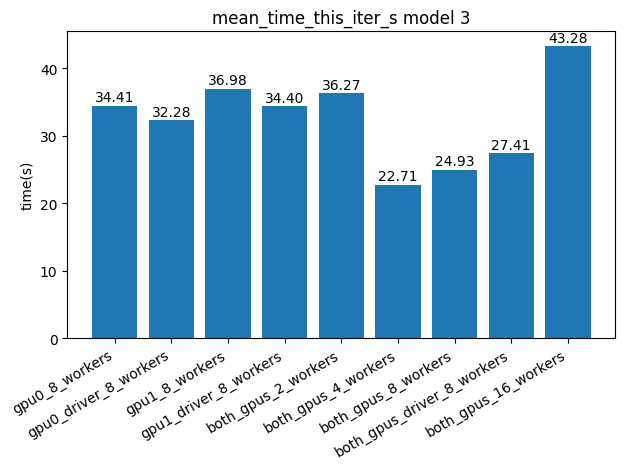 mean_time_this_iter_s model 3
time(s)
40
30
20
10
0
34.41
32.28
36.98
34.40
36.27
22.71
24.93
27.41
43.28
gpu0_8_workers
gpu0_driver_8_workers
gpu1_8_workers
gpu1_driver_8_workers
both_gpus_2_workers
both_gpus_4_workers
both_gpus_8_workers
both_gpus_driver_8_workers
both_gpus_16_workers